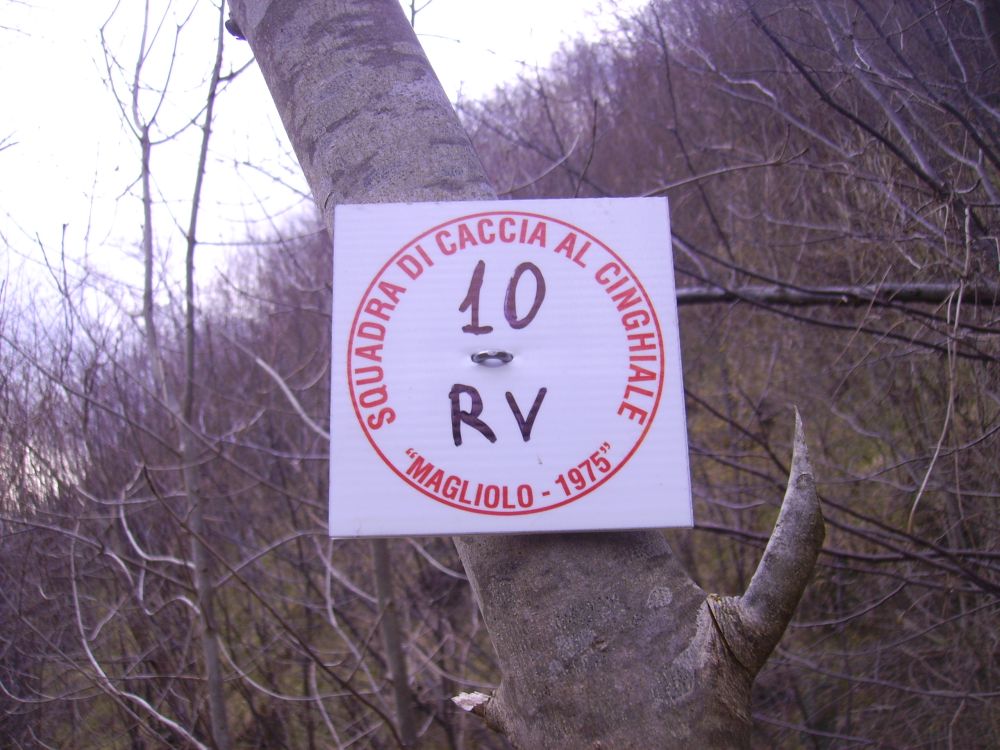 SQUADRA DI CACCIA AL CINGHIALE
10
RV
"MAGLIOLO - 1975"